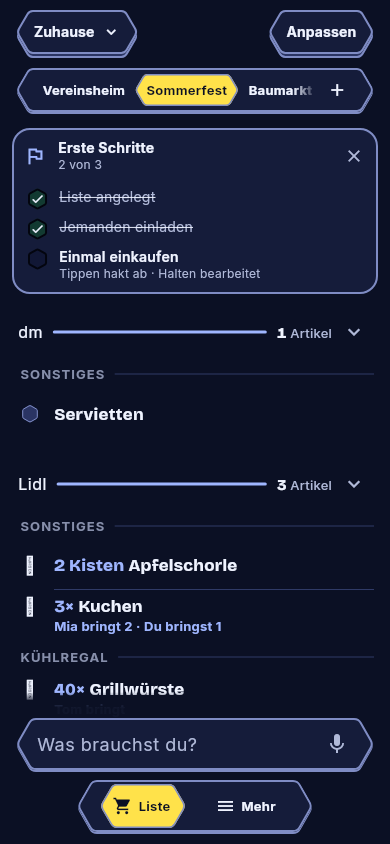 Zuhause
Anpassen
Vereinsheim
Sommerfest
Baumarkt
Erste Schritte
2 von 3
Liste angelegt
Jemanden einladen
Einmal einkaufen
Tippen hakt ab · Halten bearbeitet
dm
1 Artikel
SONSTIGES
Servietten
Lidl
3 Artikel
SONSTIGES
2 Kisten Apfelschorle
3× Kuchen
Mia bringt 2 · Du bringst 1
KÜHLREGAL
40× Grillwürste
Tom bringt
Was brauchst du?
Liste
Mehr